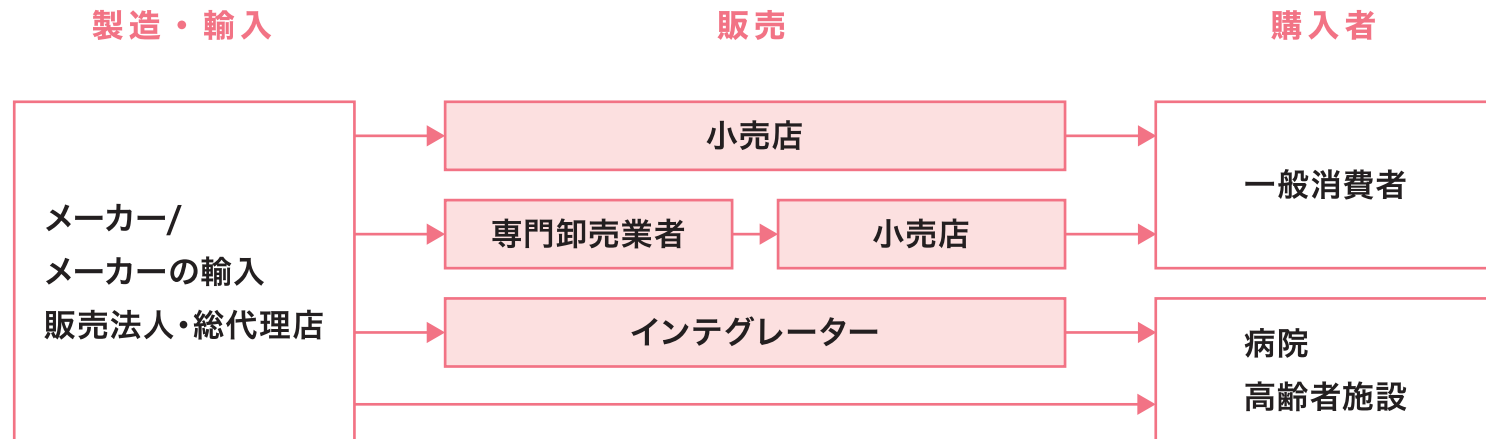 製造・輸入
販売
購入者
メーカー/
メーカーの輸入
販売法人・総代理店
小売店
専門卸売業者
小売店
インテグレーター
一般消費者
病院
高齢者施設